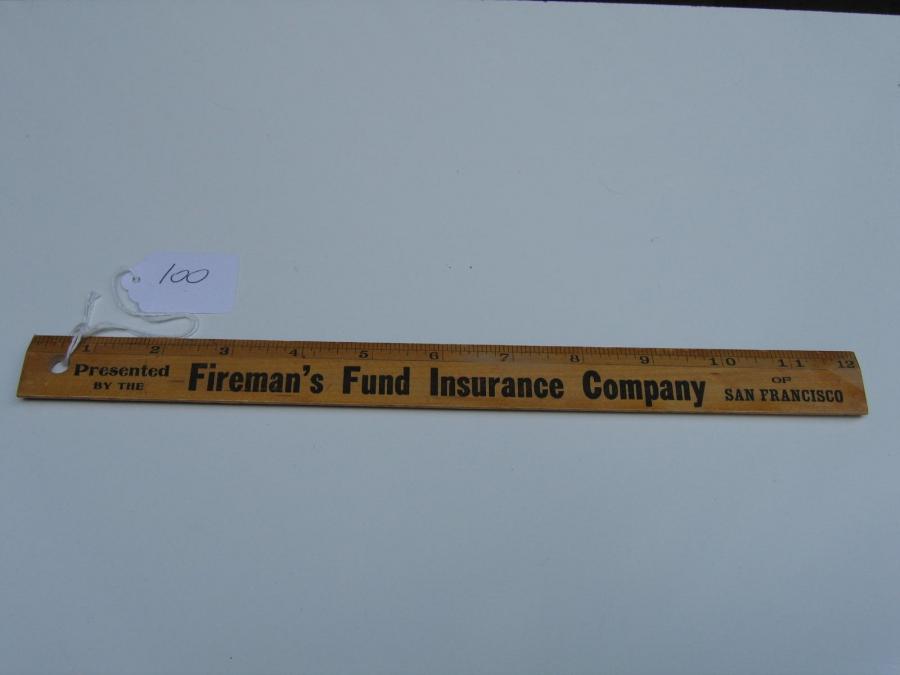 100
1 2 3 4 5 6 7 8 9 10 11 12
Presented
BY THE
Fireman's Fund Insurance Company
OF
SAN FRANCISCO